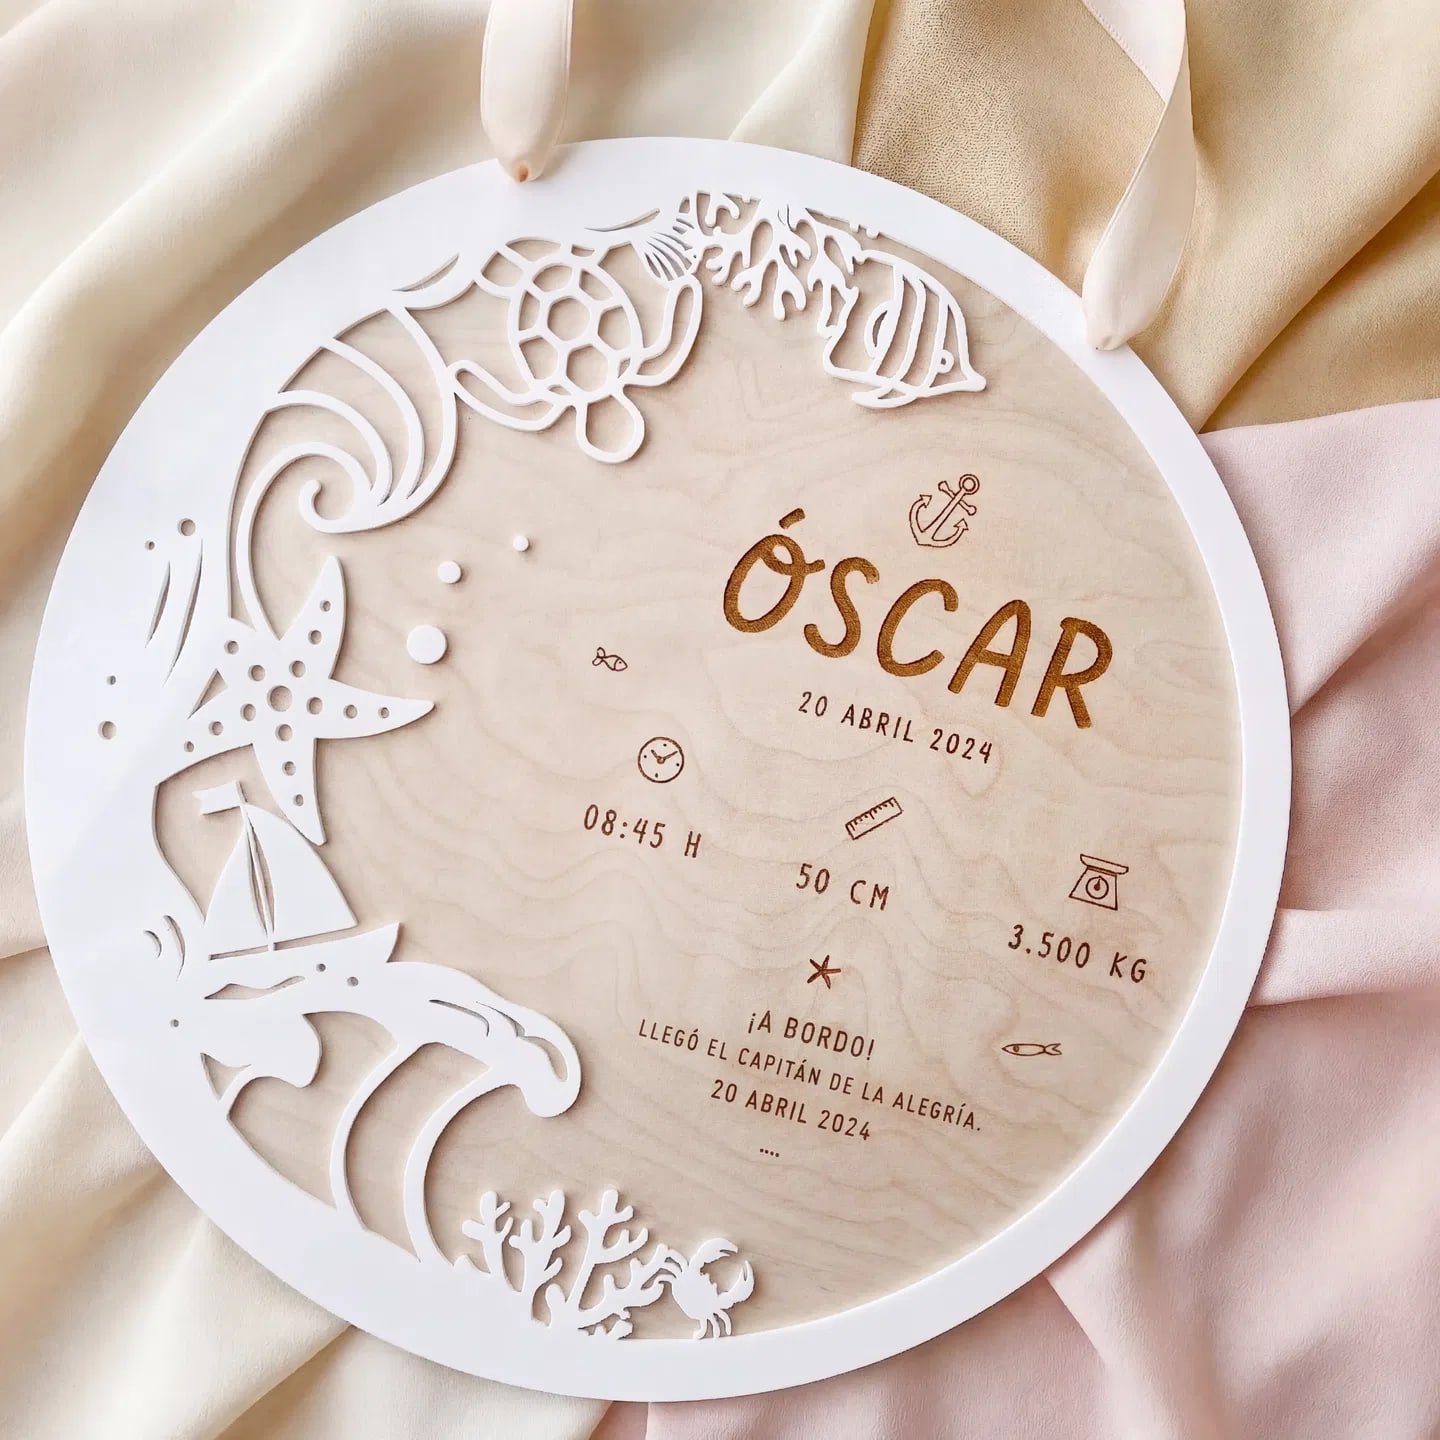 ÓSCAR
20 ABRIL 2024
08:45 H
50 CM
3.500 KG
¡A BORDO!
LLEGÓ EL CAPITÁN DE LA ALEGRÍA.
20 ABRIL 2024
....